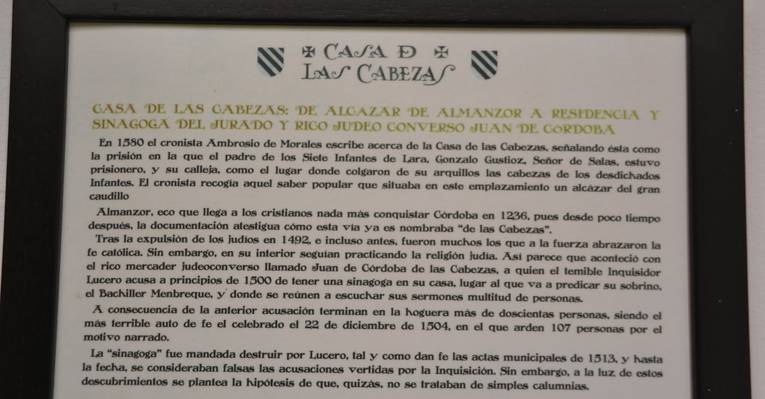 CASA D
LAS CABEZAS
CASA DE LAS CABEZAS: DE ALCAZAR DE ALMANZOR A RESIDENCIA Y
SINAGOGA DEL JURADO Y RICO JUDEO CONVERSO JUAN DE CORDOBA
En 1580 el cronista Ambrosio de Morales escribe acerca de la Casa de las Cabezas, señalando ésta como
la prisión en la que el padre de los Siete Infantes de Lara, Gonzalo Gustioz, Señor de Salas, estuvo
prisionero, y su calleja, como el lugar donde colgaron de su arquillos las cabezas de los desdichados
Infantes. El cronista recogía aquel saber popular que situaba en este emplazamiento un alcázar del gran
caudillo
Almanzor, eco que llega a los cristianos nada más conquistar Córdoba en 1236, pues desde poco tiempo
después, la documentación atestigua cómo esta vía ya es nombraba "de las Cabezas".
Tras la expulsión de los judíos en 1492, e incluso antes, fueron muchos los que a la fuerza abrazaron la
fe católica. Sin embargo, en su interior seguían practicando la religión judía. Así parece que aconteció con
el rico mercader judeoconverso llamado Juan de Córdoba de las Cabezas, a quien el temible Inquisidor
Lucero acusa a principios de 1500 de tener una sinagoga en su casa, lugar al que va a predicar su sobrino,
el Bachiller Menbreque, y donde se reúnen a escuchar sus sermones multitud de personas.
A consecuencia de la anterior acusación terminan en la hoguera más de doscientas personas, siendo el
más terrible auto de fe el celebrado el 22 de diciembre de 1504, en el que arden 107 personas por el
motivo narrado.
La "sinagoga" fue mandada destruir por Lucero, tal y como dan fe las actas municipales de 1513, y hasta
la fecha, se consideraban falsas las acusaciones vertidas por la Inquisición. Sin embargo, a la luz de estos
descubrimientos se plantea la hipótesis de que, quizás, no se trataban de simples calumnias.